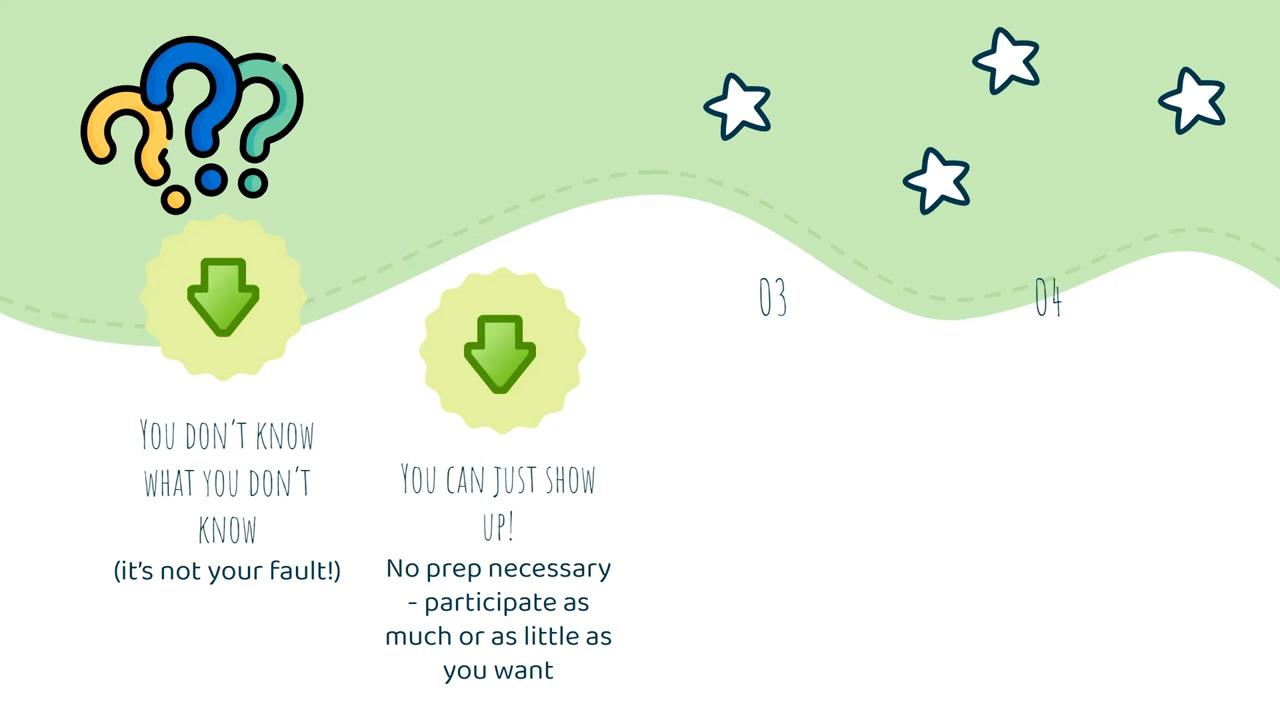 You don't know
what you don't
know
(it's not your fault!)
You can just show
up!
No prep necessary
- participate as
much or as little as
you want
03
04